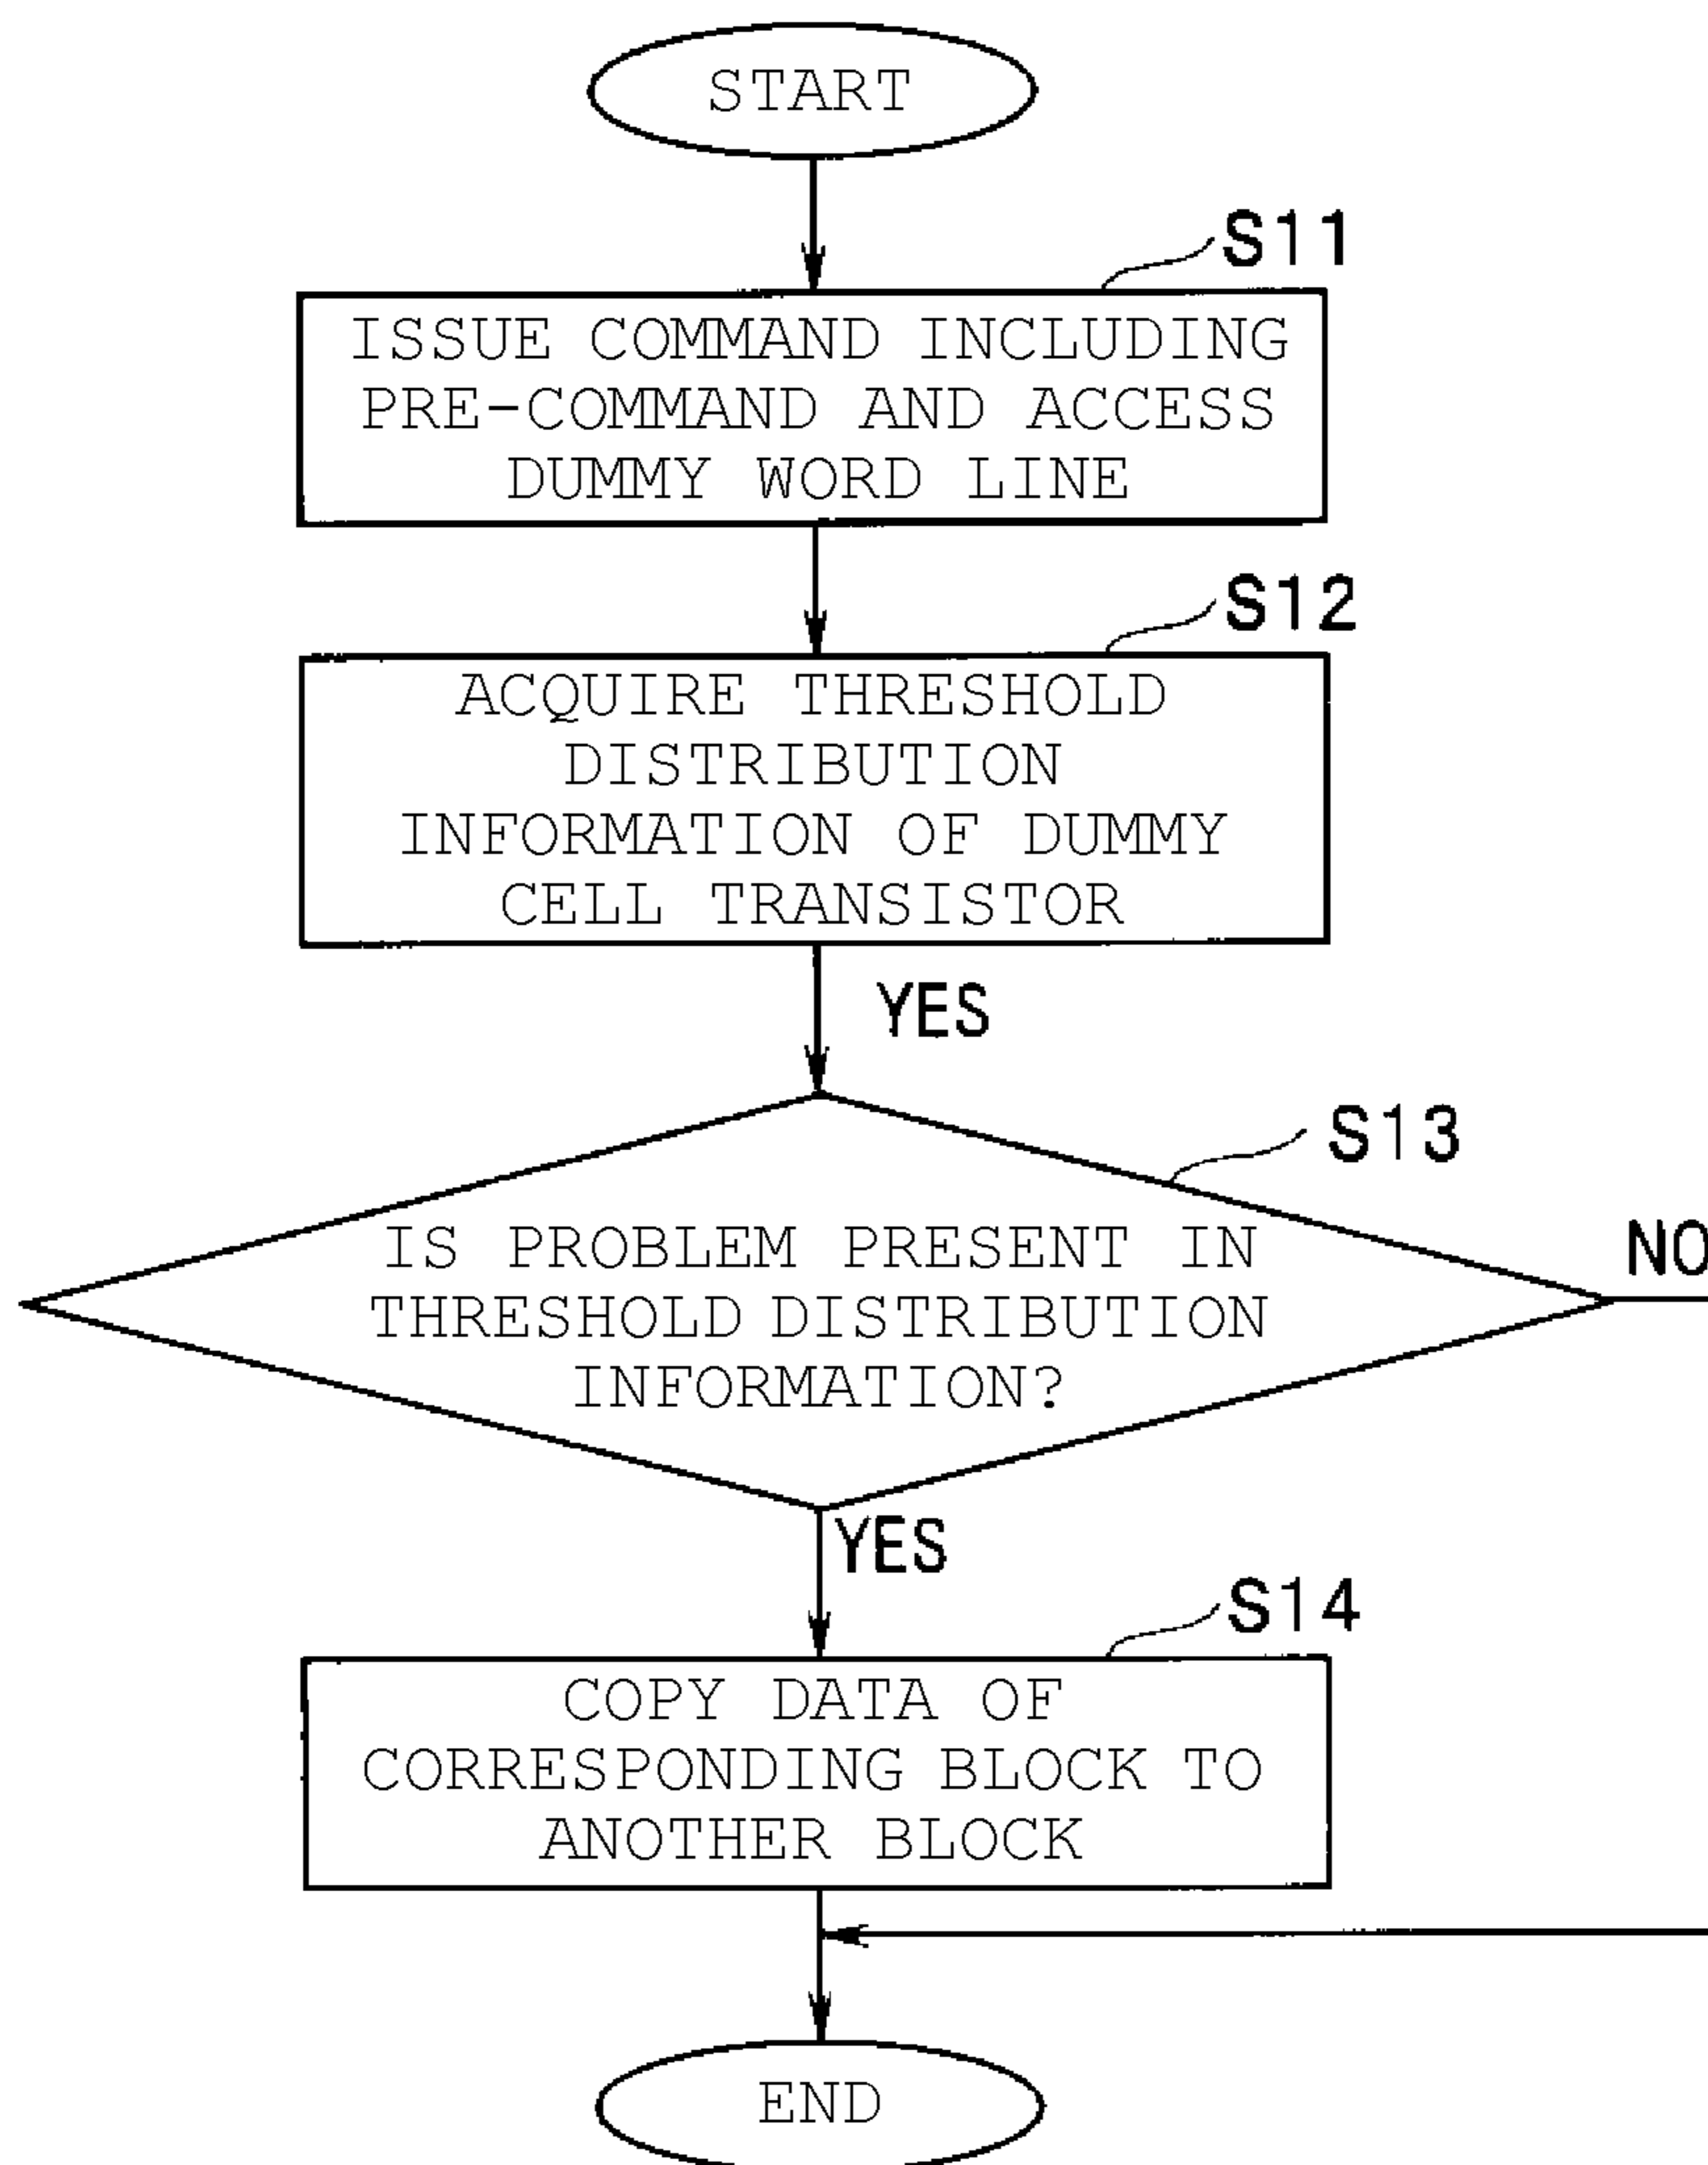 START
S11
ISSUE COMMAND INCLUDING
PRE-COMMAND AND ACCESS
DUMMY WORD LINE
S12
ACQUIRE THRESHOLD
DISTRIBUTION
INFORMATION OF DUMMY
CELL TRANSISTOR
YES
S13
IS PROBLEM PRESENT IN
THRESHOLD DISTRIBUTION
INFORMATION?
NO
YES
S14
COPY DATA OF
CORRESPONDING BLOCK TO
ANOTHER BLOCK
END